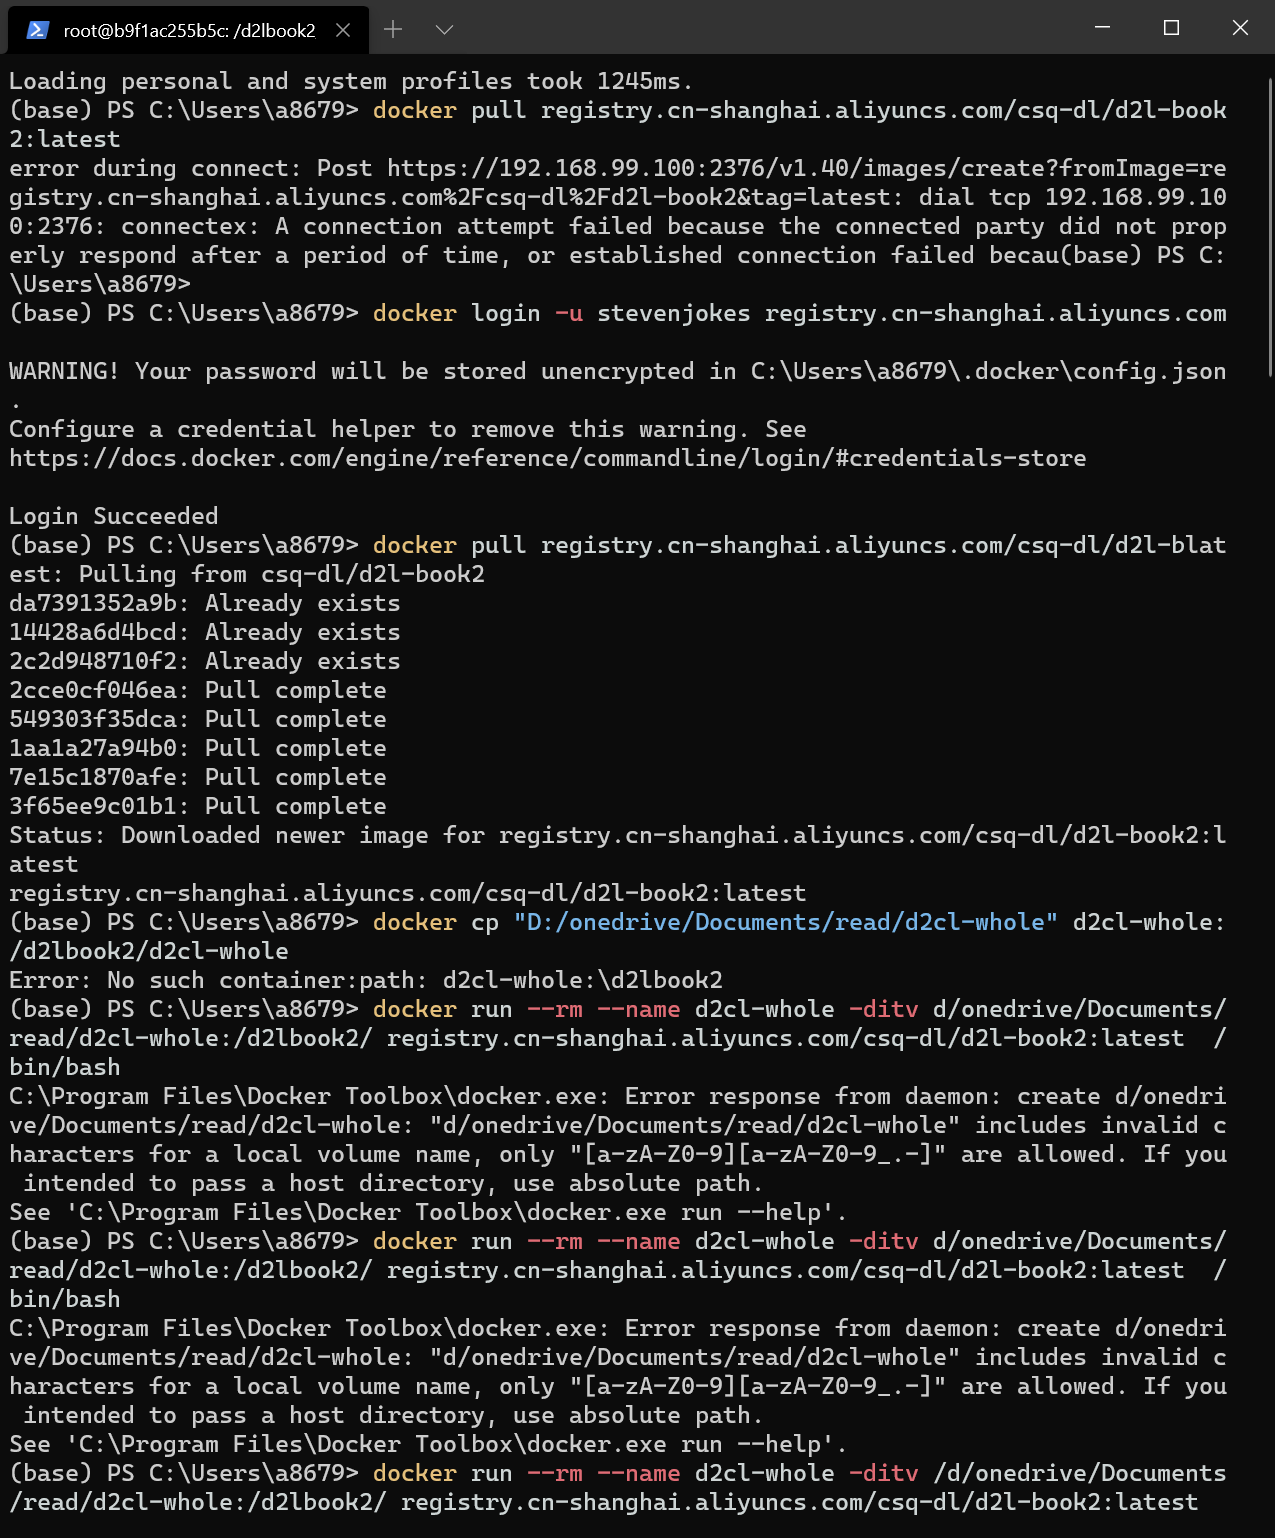 root@b9f1ac255b5c: /d2lbook2
Loading personal and system profiles took 1245ms.
(base) PS C:\Users\a8679> docker pull registry.cn-shanghai.aliyuncs.com/csq-dl/d2l-book
2:latest
error during connect: Post https://192.168.99.100:2376/v1.40/images/create?fromImage=re
gistry.cn-shanghai.aliyuncs.com%2Fcsq-dl%2Fd2l-book2&tag=latest: dial tcp 192.168.99.10
0:2376: connectex: A connection attempt failed because the connected party did not prop
erly respond after a period of time, or established connection failed becau(base) PS C:
\Users\a8679>
(base) PS C:\Users\a8679> docker login -u stevenjokes registry.cn-shanghai.aliyuncs.com
WARNING! Your password will be stored unencrypted in C:\Users\a8679\.docker\config.json
.
Configure a credential helper to remove this warning. See
https://docs.docker.com/engine/reference/commandline/login/#credentials-store
Login Succeeded
(base) PS C:\Users\a8679> docker pull registry.cn-shanghai.aliyuncs.com/csq-dl/d2l-blat
est: Pulling from csq-dl/d2l-book2
da7391352a9b: Already exists
14428a6d4bcd: Already exists
2c2d948710f2: Already exists
2cce0cf046ea: Pull complete
549303f35dca: Pull complete
1aa1a27a94b0: Pull complete
7e15c1870afe: Pull complete
3f65ee9c01b1: Pull complete
Status: Downloaded newer image for registry.cn-shanghai.aliyuncs.com/csq-dl/d2l-book2:l
atest
registry.cn-shanghai.aliyuncs.com/csq-dl/d2l-book2:latest
(base) PS C:\Users\a8679> docker cp "D:/onedrive/Documents/read/d2cl-whole" d2cl-whole:
/d2lbook2/d2cl-whole
Error: No such container:path: d2cl-whole:\d2lbook2
(base) PS C:\Users\a8679> docker run --rm --name d2cl-whole -ditv d/onedrive/Documents/
read/d2cl-whole:/d2lbook2/ registry.cn-shanghai.aliyuncs.com/csq-dl/d2l-book2:latest  /
bin/bash
C:\Program Files\Docker Toolbox\docker.exe: Error response from daemon: create d/onedri
ve/Documents/read/d2cl-whole: "d/onedrive/Documents/read/d2cl-whole" includes invalid c
haracters for a local volume name, only "[a-zA-Z0-9][a-zA-Z0-9_.-]" are allowed. If you
 intended to pass a host directory, use absolute path.
See 'C:\Program Files\Docker Toolbox\docker.exe run --help'.
(base) PS C:\Users\a8679> docker run --rm --name d2cl-whole -ditv d/onedrive/Documents/
read/d2cl-whole:/d2lbook2/ registry.cn-shanghai.aliyuncs.com/csq-dl/d2l-book2:latest  /
bin/bash
C:\Program Files\Docker Toolbox\docker.exe: Error response from daemon: create d/onedri
ve/Documents/read/d2cl-whole: "d/onedrive/Documents/read/d2cl-whole" includes invalid c
haracters for a local volume name, only "[a-zA-Z0-9][a-zA-Z0-9_.-]" are allowed. If you
 intended to pass a host directory, use absolute path.
See 'C:\Program Files\Docker Toolbox\docker.exe run --help'.
(base) PS C:\Users\a8679> docker run --rm --name d2cl-whole -ditv /d/onedrive/Documents
/read/d2cl-whole:/d2lbook2/ registry.cn-shanghai.aliyuncs.com/csq-dl/d2l-book2:latest